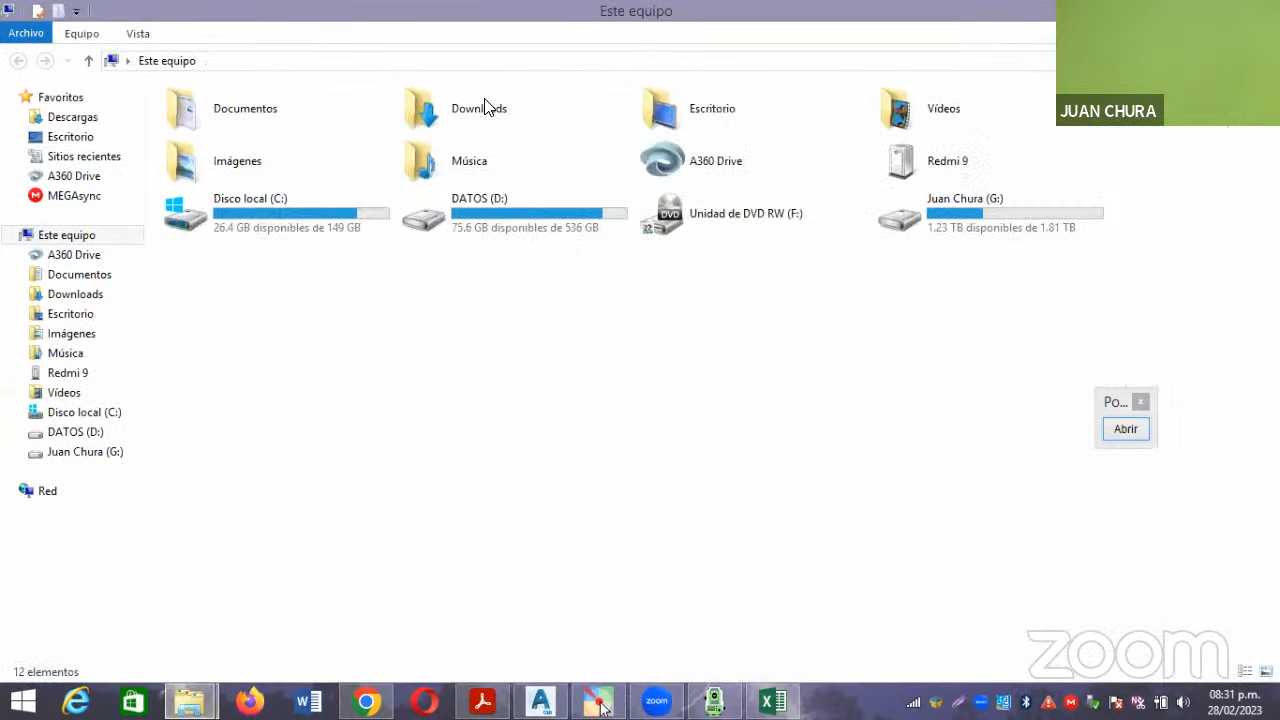 Este equipo
Archivo
Equipo
Vista
Este equipo
JUAN CHURA
Favoritos
Descargas
Escritorio
Sitios recientes
A360 Drive
MEGAsync
Este equipo
A360 Drive
Documentos
Downloads
Escritorio
Imágenes
Música
Redmi 9
Vídeos
Disco local (C:)
DATOS (D:)
Juan Chura (G:)
Red
Documentos
Downloads
Escritorio
Vídeos
Imágenes
Música
A360 Drive
Redmi 9
Disco local (C:)
26.4 GB disponibles de 149 GB
DATOS (D:)
75.6 GB disponibles de 536 GB
DVD
Unidad de DVD RW (F:)
Juan Chura (G:)
1.23 TB disponibles de 1.81 TB
Po...
Abrir
zoom
12 elementos
zoom
08:31 p.m.
28/02/2023